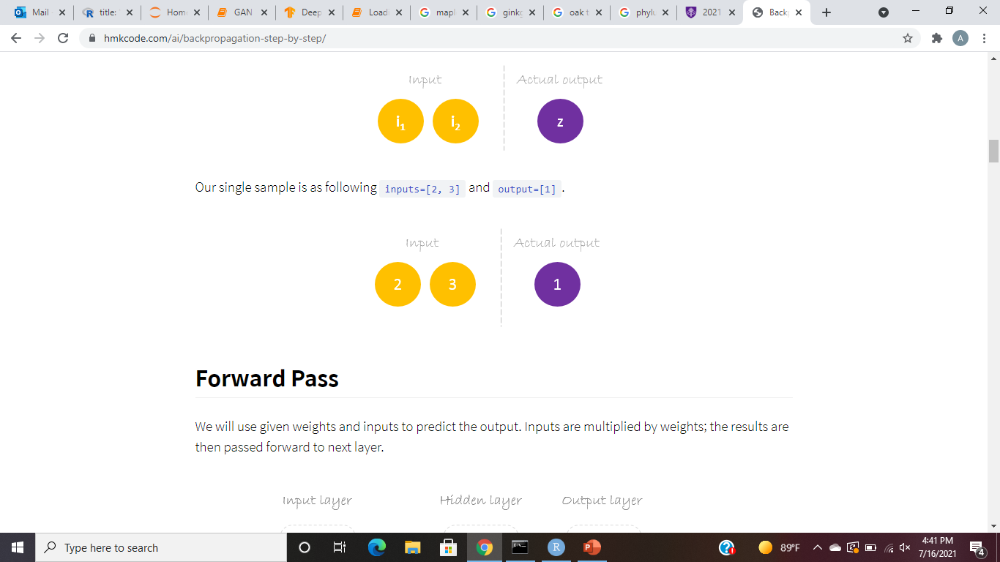 Mail
title:
Hom
GAN
Deep
Load
mapl
gink
oak t
phylu
2021
Back
hmkcode.com/ai/backpropagation-step-by-step/
A
Input Actual output
i1 i2 z
Our single sample is as following inputs=[2, 3] and output=[1] .
Input Actual output
2 3 1
Forward Pass
We will use given weights and inputs to predict the output. Inputs are multiplied by weights; the results are
then passed forward to next layer.
Input layer Hidden layer Output layer
Type here to search
89°F
4:41 PM
7/16/2021
4